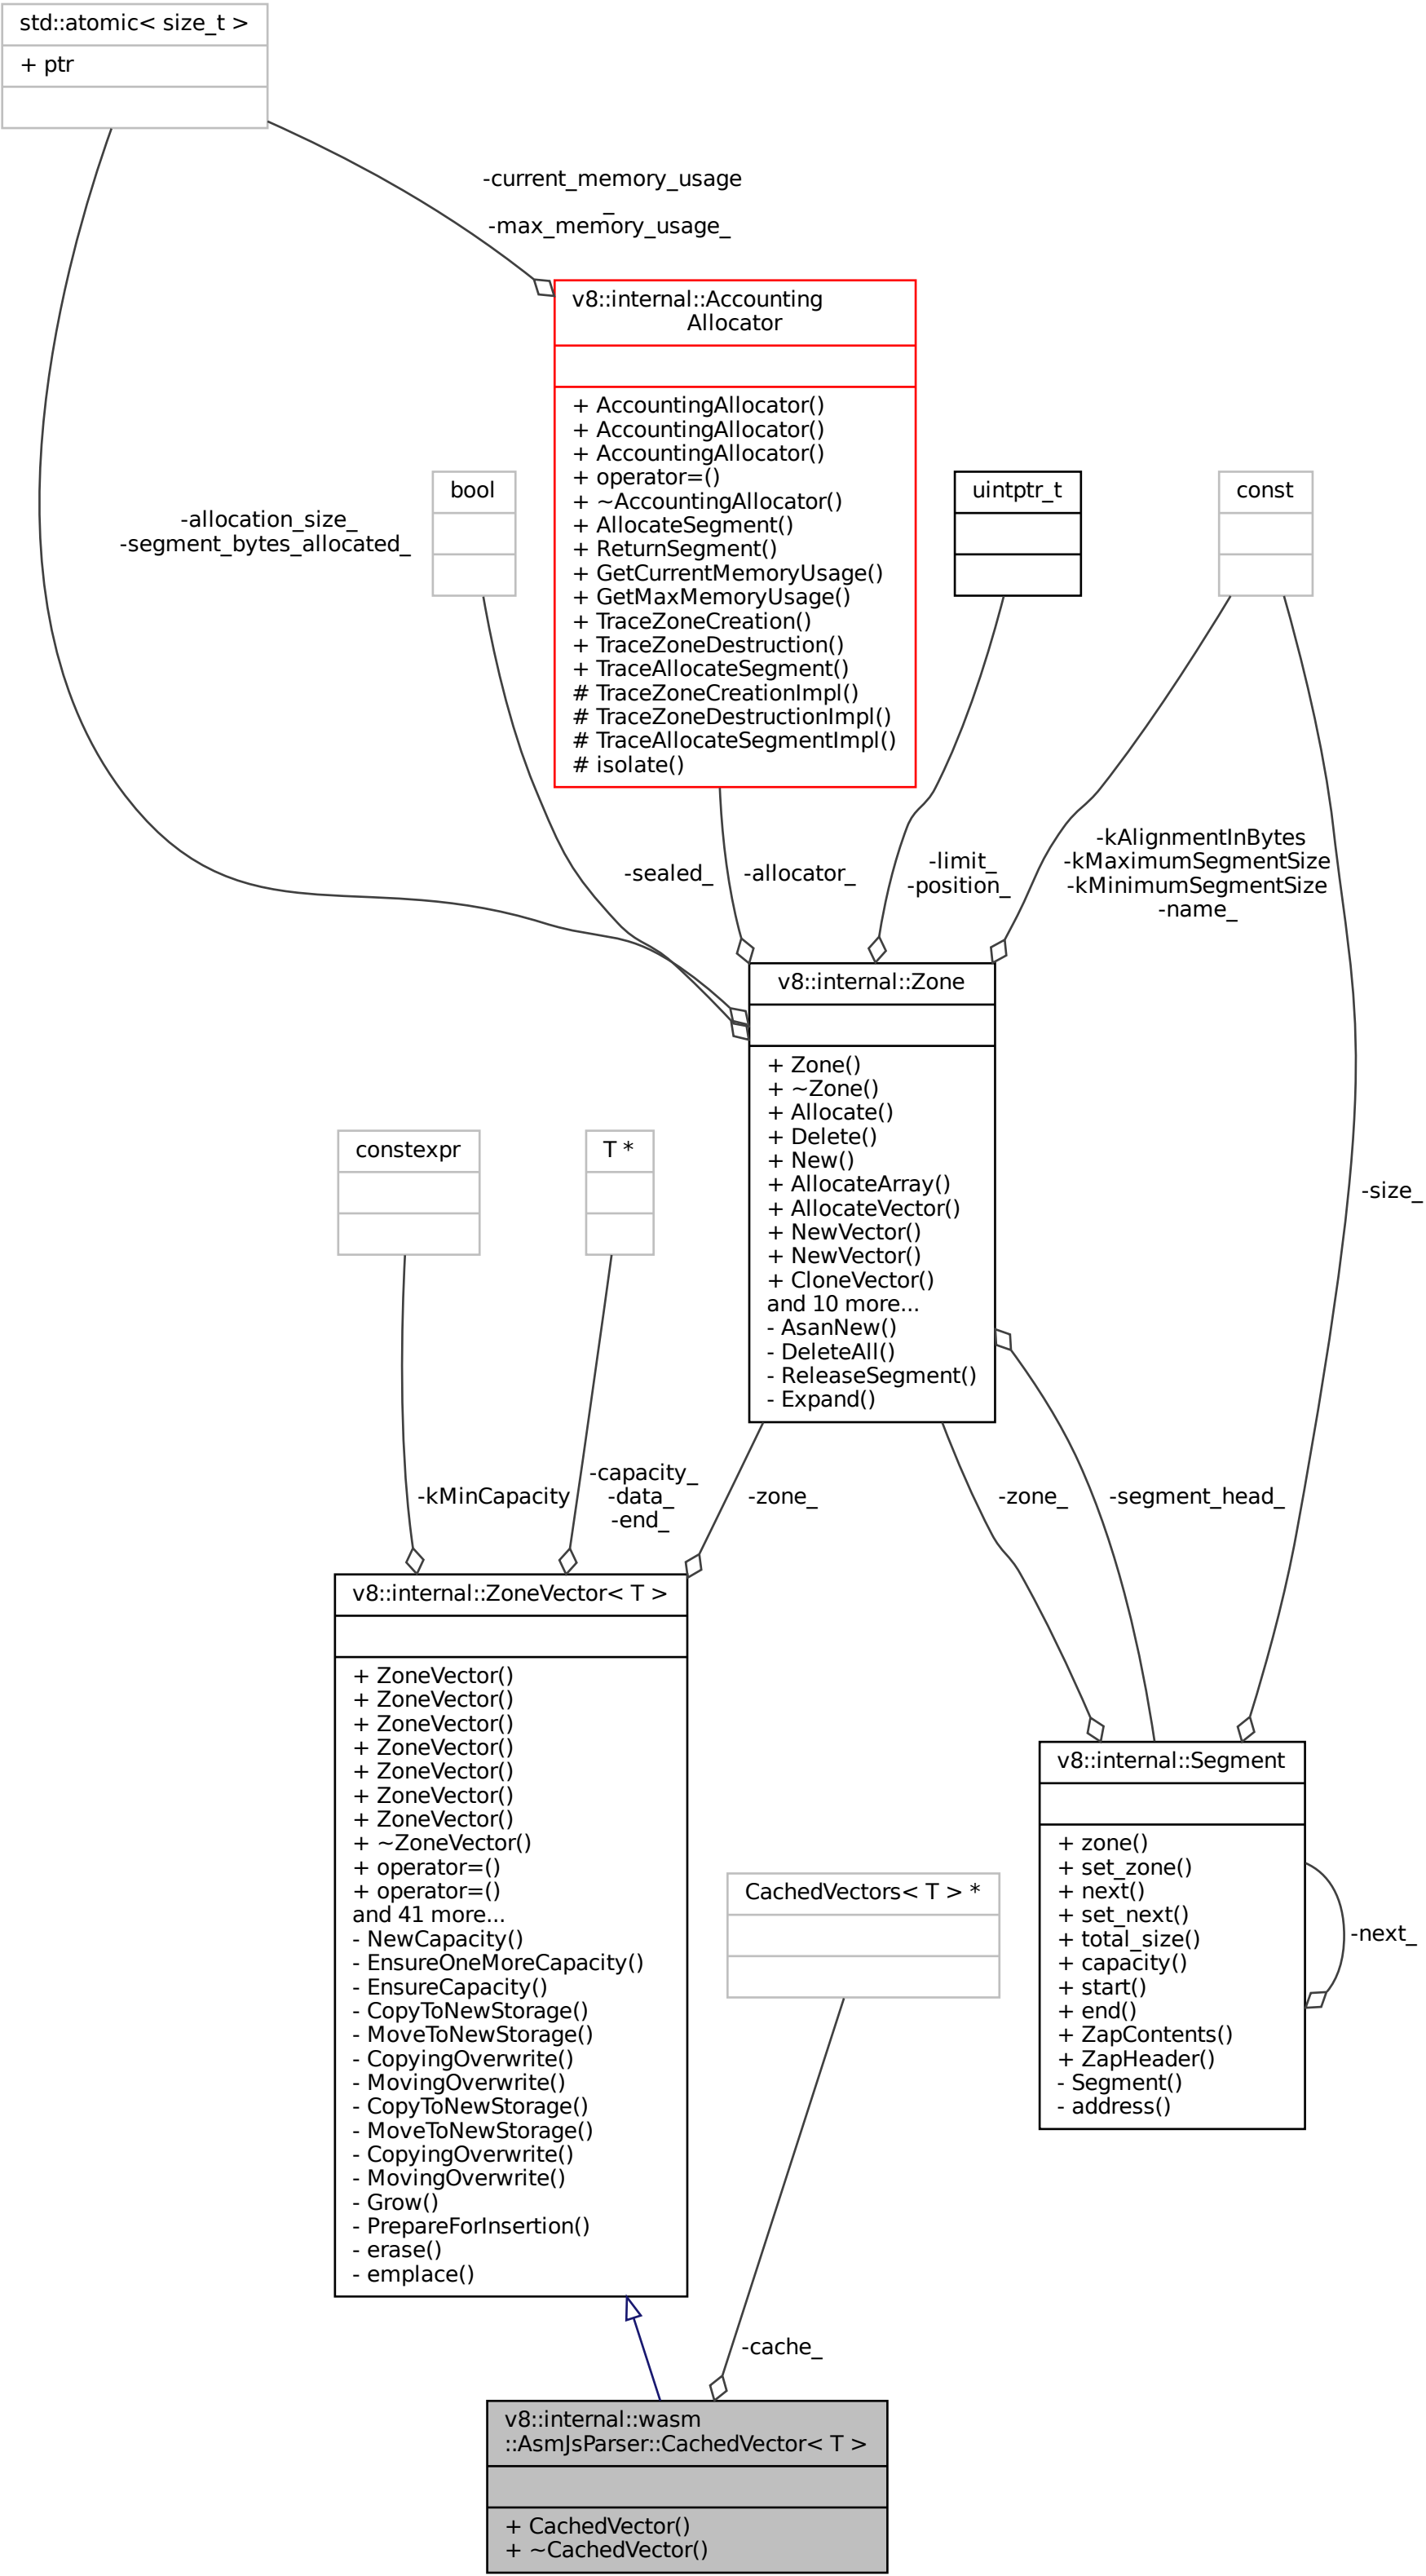 std::atomic< size_t >
+ ptr
-current_memory_usage
_
-max_memory_usage_
v8::internal::Accounting
Allocator
+ AccountingAllocator()
+ AccountingAllocator()
+ AccountingAllocator()
+ operator=()
+ ~AccountingAllocator()
+ AllocateSegment()
+ ReturnSegment()
+ GetCurrentMemoryUsage()
+ GetMaxMemoryUsage()
+ TraceZoneCreation()
+ TraceZoneDestruction()
+ TraceAllocateSegment()
# TraceZoneCreationImpl()
# TraceZoneDestructionImpl()
# TraceAllocateSegmentImpl()
# isolate()
bool
uintptr_t
const
-allocation_size_
-segment_bytes_allocated_
-sealed_
-allocator_
-limit_
-position_
-kAlignmentInBytes
-kMaximumSegmentSize
-kMinimumSegmentSize
-name_
v8::internal::Zone
+ Zone()
+ ~Zone()
+ Allocate()
+ Delete()
+ New()
+ AllocateArray()
+ AllocateVector()
+ NewVector()
+ NewVector()
+ CloneVector()
and 10 more...
- AsanNew()
- DeleteAll()
- ReleaseSegment()
- Expand()
constexpr
T *
-size_
-kMinCapacity
-capacity_
-data_
-end_
-zone_
-zone_
-segment_head_
v8::internal::ZoneVector< T >
+ ZoneVector()
+ ZoneVector()
+ ZoneVector()
+ ZoneVector()
+ ZoneVector()
+ ZoneVector()
+ ZoneVector()
+ ~ZoneVector()
+ operator=()
+ operator=()
and 41 more...
- NewCapacity()
- EnsureOneMoreCapacity()
- EnsureCapacity()
- CopyToNewStorage()
- MoveToNewStorage()
- CopyingOverwrite()
- MovingOverwrite()
- CopyToNewStorage()
- MoveToNewStorage()
- CopyingOverwrite()
- MovingOverwrite()
- Grow()
- PrepareForInsertion()
- erase()
- emplace()
v8::internal::Segment
+ zone()
+ set_zone()
+ next()
+ set_next()
+ total_size()
+ capacity()
+ start()
+ end()
+ ZapContents()
+ ZapHeader()
- Segment()
- address()
-next_
CachedVectors< T > *
-cache_
v8::internal::wasm
::AsmJsParser::CachedVector< T >
+ CachedVector()
+ ~CachedVector()